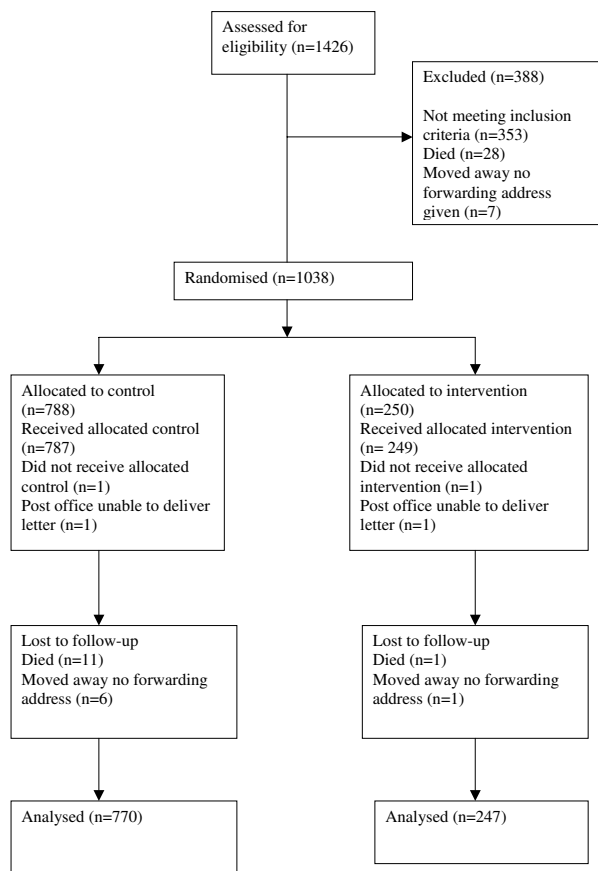 Assessed for
eligibility (n=1426)
Excluded (n=388)
Not meeting inclusion
criteria (n=353)
Died (n=28)
Moved away no
forwarding address
given (n=7)
Randomised (n=1038)
Allocated to control
(n=788)
Received allocated control
(n=787)
Did not receive allocated
control (n=1)
Post office unable to deliver
letter (n=1)
Allocated to intervention
(n=250)
Received allocated intervention
(n= 249)
Did not receive allocated
intervention (n=1)
Post office unable to deliver
letter (n=1)
Lost to follow-up
Died (n=11)
Moved away no forwarding
address (n=6)
Lost to follow-up
Died (n=1)
Moved away no forwarding
address (n=1)
Analysed (n=770)
Analysed (n=247)